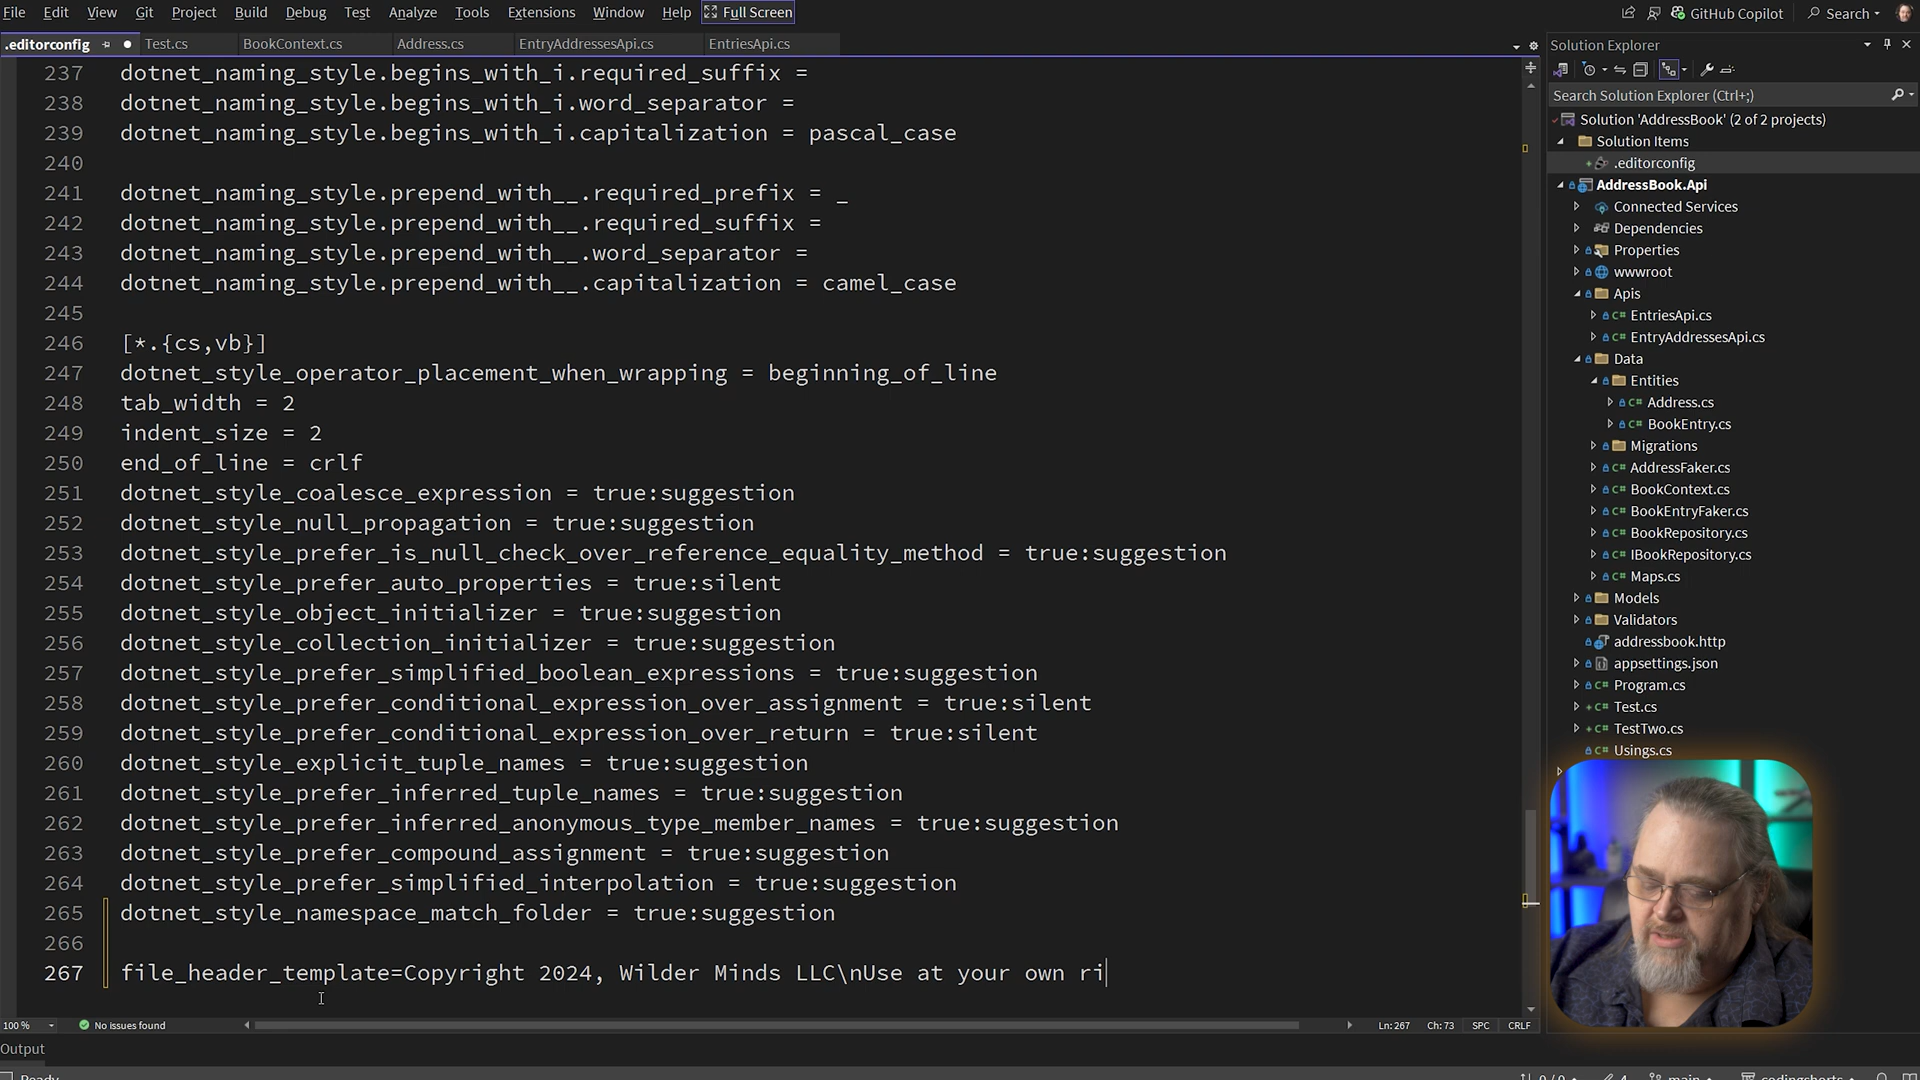 File Edit View Git Project Build Debug Test Analyze Tools Extensions Window Help Full Screen GitHub Copilot Search
.editorconfig Test.cs BookContext.cs Address.cs EntryAddressesApi.cs EntriesApi.cs
237 dotnet_naming_style.begins_with_i.required_suffix =
238 dotnet_naming_style.begins_with_i.word_separator =
239 dotnet_naming_style.begins_with_i.capitalization = pascal_case
240
241 dotnet_naming_style.prepend_with__.required_prefix = _
242 dotnet_naming_style.prepend_with__.required_suffix =
243 dotnet_naming_style.prepend_with__.word_separator =
244 dotnet_naming_style.prepend_with__.capitalization = camel_case
245
246 [*.{cs,vb}]
247 dotnet_style_operator_placement_when_wrapping = beginning_of_line
248 tab_width = 2
249 indent_size = 2
250 end_of_line = crlf
251 dotnet_style_coalesce_expression = true:suggestion
252 dotnet_style_null_propagation = true:suggestion
253 dotnet_style_prefer_is_null_check_over_reference_equality_method = true:suggestion
254 dotnet_style_prefer_auto_properties = true:silent
255 dotnet_style_object_initializer = true:suggestion
256 dotnet_style_collection_initializer = true:suggestion
257 dotnet_style_prefer_simplified_boolean_expressions = true:suggestion
258 dotnet_style_prefer_conditional_expression_over_assignment = true:silent
259 dotnet_style_prefer_conditional_expression_over_return = true:silent
260 dotnet_style_explicit_tuple_names = true:suggestion
261 dotnet_style_prefer_inferred_tuple_names = true:suggestion
262 dotnet_style_prefer_inferred_anonymous_type_member_names = true:suggestion
263 dotnet_style_prefer_compound_assignment = true:suggestion
264 dotnet_style_prefer_simplified_interpolation = true:suggestion
265 dotnet_style_namespace_match_folder = true:suggestion
266
267 file_header_template=Copyright 2024, Wilder Minds LLC\nUse at your own ri
100 % No issues found Ln:267 Ch:73 SPC CRLF
Output
Ready 0/0 4 main codingshorts
Solution Explorer
Search Solution Explorer (Ctrl+;)
Solution 'AddressBook' (2 of 2 projects)
Solution Items
.editorconfig
AddressBook.Api
Connected Services
Dependencies
Properties
wwwroot
Apis
C# EntriesApi.cs
C# EntryAddressesApi.cs
Data
Entities
C# Address.cs
C# BookEntry.cs
Migrations
C# AddressFaker.cs
C# BookContext.cs
C# BookEntryFaker.cs
C# BookRepository.cs
C# IBookRepository.cs
C# Maps.cs
Models
Validators
addressbook.http
appsettings.json
C# Program.cs
C# Test.cs
C# TestTwo.cs
C# Usings.cs